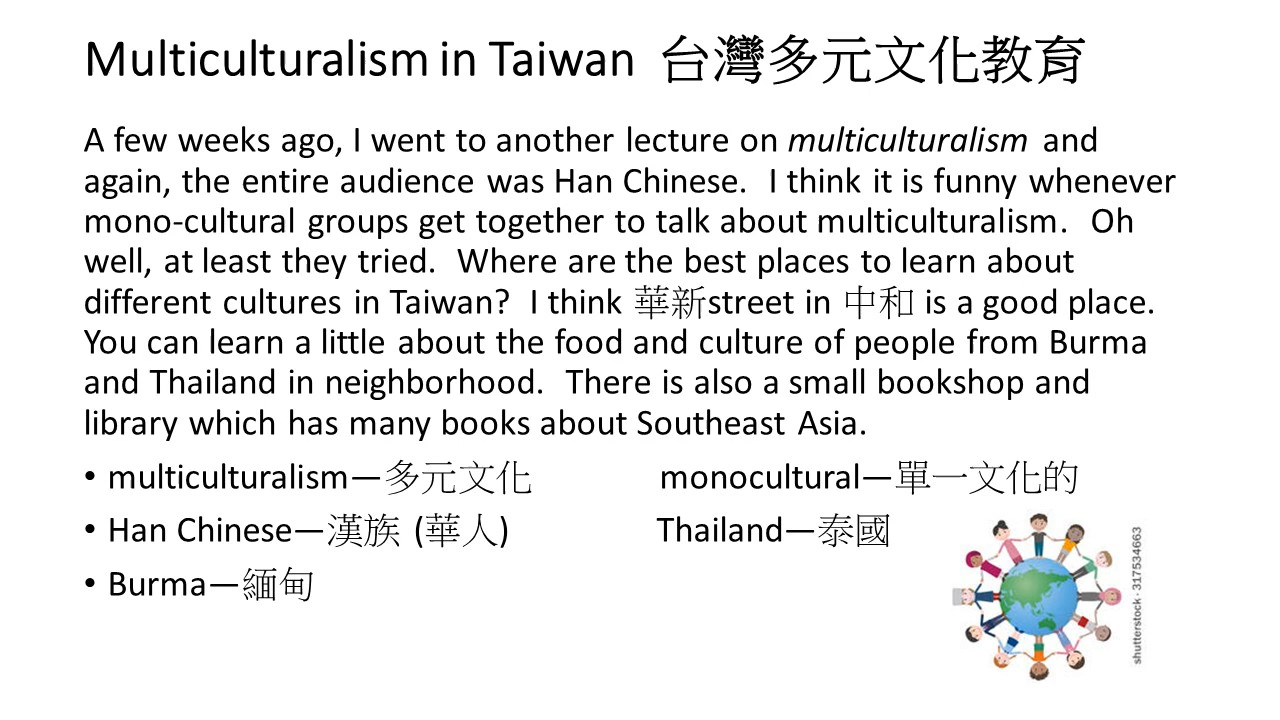 Multiculturalism in Taiwan 台灣多元文化教育
A few weeks ago, I went to another lecture on multiculturalism and
again, the entire audience was Han Chinese. I think it is funny whenever
mono-cultural groups get together to talk about multiculturalism. Oh
well, at least they tried. Where are the best places to learn about
different cultures in Taiwan? I think 華新street in 中和 is a good place.
You can learn a little about the food and culture of people from Burma
and Thailand in neighborhood. There is also a small bookshop and
library which has many books about Southeast Asia.
• multiculturalism—多元文化 monocultural—單一文化的
• Han Chinese—漢族 (華人) Thailand—泰國
• Burma—緬甸
shutterstock · 317534663